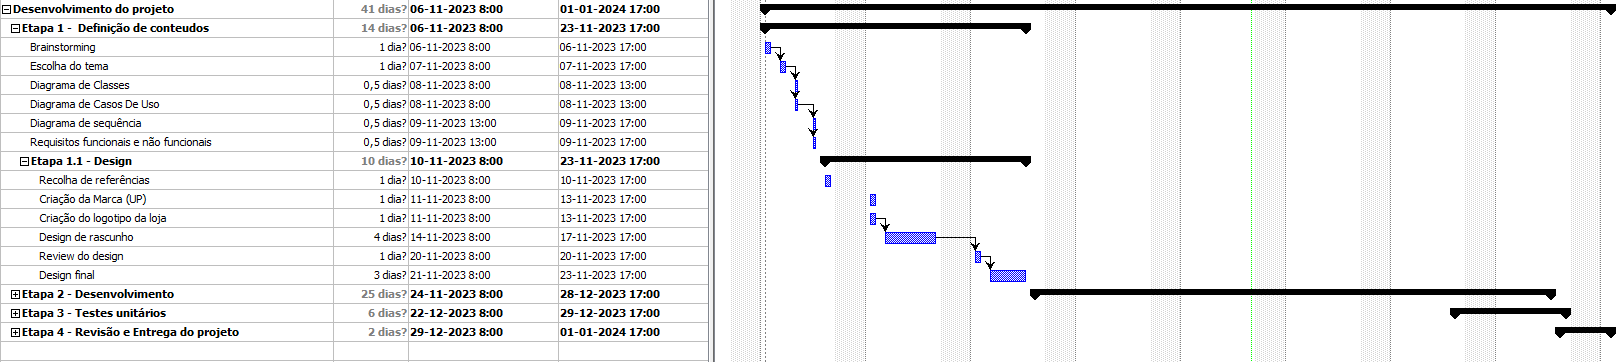 Desenvolvimento do projeto 41 dias? 06-11-2023 8:00 01-01-2024 17:00
Etapa 1 - Definição de conteudos 14 dias? 06-11-2023 8:00 23-11-2023 17:00
Brainstorming 1 dia? 06-11-2023 8:00 06-11-2023 17:00
Escolha do tema 1 dia? 07-11-2023 8:00 07-11-2023 17:00
Diagrama de Classes 0,5 dias? 08-11-2023 8:00 08-11-2023 13:00
Diagrama de Casos De Uso 0,5 dias? 08-11-2023 8:00 08-11-2023 13:00
Diagrama de sequência 0,5 dias? 09-11-2023 13:00 09-11-2023 17:00
Requisitos funcionais e não funcionais 0,5 dias? 09-11-2023 13:00 09-11-2023 17:00
Etapa 1.1 - Design 10 dias? 10-11-2023 8:00 23-11-2023 17:00
Recolha de referências 1 dia? 10-11-2023 8:00 10-11-2023 17:00
Criação da Marca (UP) 1 dia? 11-11-2023 8:00 13-11-2023 17:00
Criação do logotipo da loja 1 dia? 11-11-2023 8:00 13-11-2023 17:00
Design de rascunho 4 dias? 14-11-2023 8:00 17-11-2023 17:00
Review do design 1 dia? 20-11-2023 8:00 20-11-2023 17:00
Design final 3 dias? 21-11-2023 8:00 23-11-2023 17:00
Etapa 2 - Desenvolvimento 25 dias? 24-11-2023 8:00 28-12-2023 17:00
Etapa 3 - Testes unitários 6 dias? 22-12-2023 8:00 29-12-2023 17:00
Etapa 4 - Revisão e Entrega do projeto 2 dias? 29-12-2023 8:00 01-01-2024 17:00